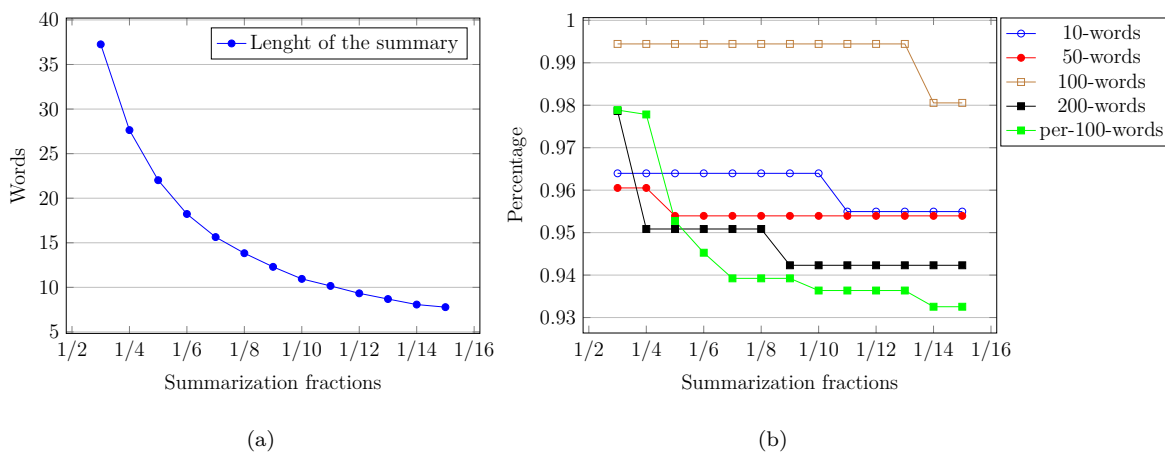 40
35
30
25
20
15
10
5
Words
Lenght of the summary
1/2 1/4 1/6 1/8 1/10 1/12 1/14 1/16
Summarization fractions
(a)
1
0.99
0.98
0.97
0.96
0.95
0.94
0.93
Percentage
1/2 1/4 1/6 1/8 1/10 1/12 1/14 1/16
Summarization fractions
10-words
50-words
100-words
200-words
per-100-words
(b)